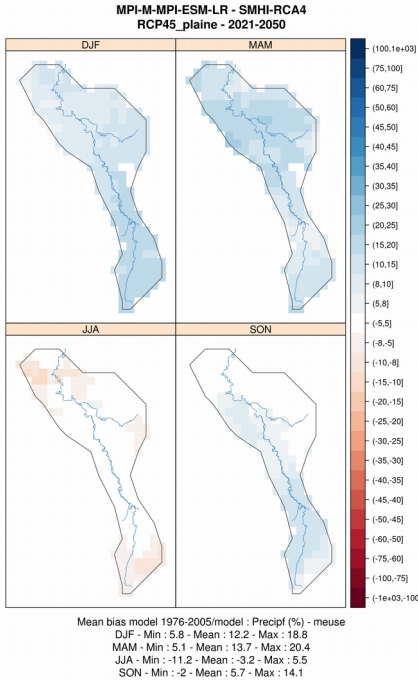 MPI-M-MPI-ESM-LR - SMHI-RCA4
RCP45_plaine - 2021-2050
DJF
MAM
JJA
SON
(100,1e+03]
(75,100]
(60,75]
(50,60]
(45,50]
(40,45]
(35,40]
(30,35]
(25,30]
(20,25]
(15,20]
(10,15]
(8,10]
(5,8]
(-5,5]
(-8,-5]
(-10,-8]
(-15,-10]
(-20,-15]
(-25,-20]
(-30,-25]
(-35,-30]
(-40,-35]
(-45,-40]
(-50,-45]
(-60,-50]
(-75,-60]
(-100,-75]
(-1e+03,-100
Mean bias model 1976-2005/model : Precipf (%) - meuse
DJF - Min : 5.8 - Mean : 12.2 - Max : 18.8
MAM - Min : 5.1 - Mean : 13.7 - Max : 20.4
JJA - Min : -11.2 - Mean : -3.2 - Max : 5.5
SON - Min : -2 - Mean : 5.7 - Max : 14.1